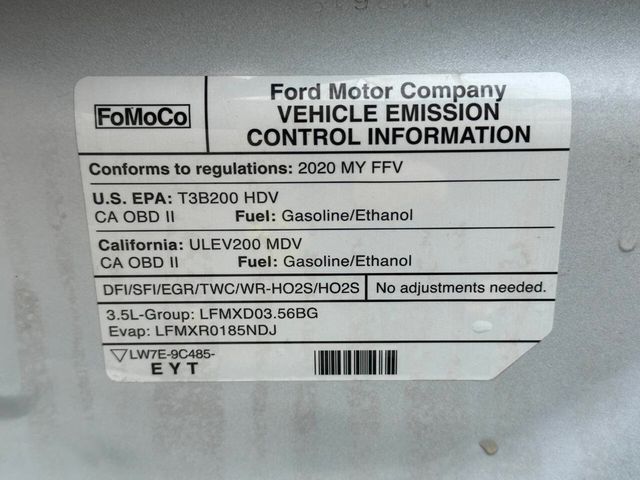 FoMoCo
Ford Motor Company
VEHICLE EMISSION
CONTROL INFORMATION
Conforms to regulations: 2020 MY FFV
U.S. EPA: T3B200 HDV
CA OBD II Fuel: Gasoline/Ethanol
California: ULEV200 MDV
CA OBD II Fuel: Gasoline/Ethanol
DFI/SFI/EGR/TWC/WR-HO2S/HO2S No adjustments needed.
3.5L-Group: LFMXD03.56BG
Evap: LFMXR0185NDJ
LW7E-9C485-
EYT